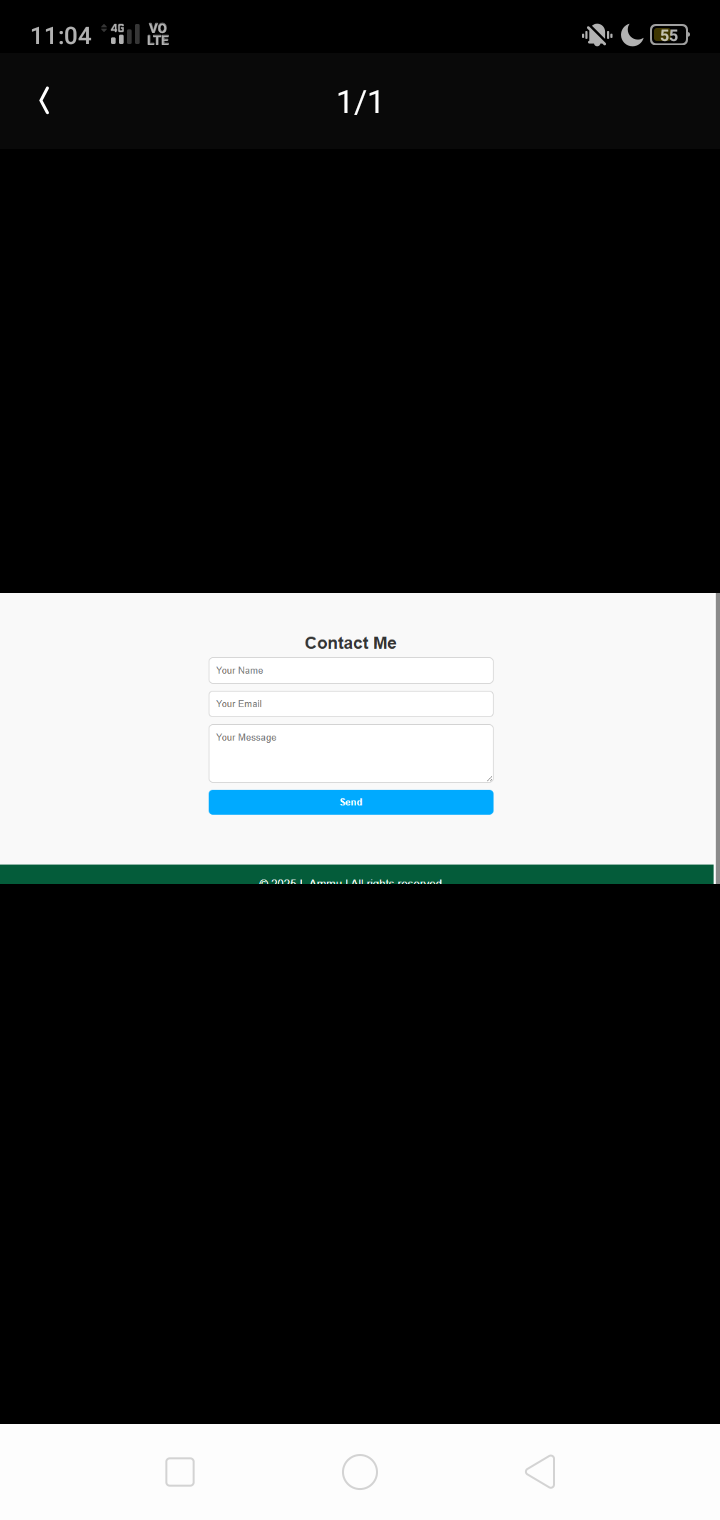 11:04 4G VO LTE 55
1/1
Contact Me
Your Name
Your Email
Your Message
Send
© 2025 L Ammu | All rights reserved